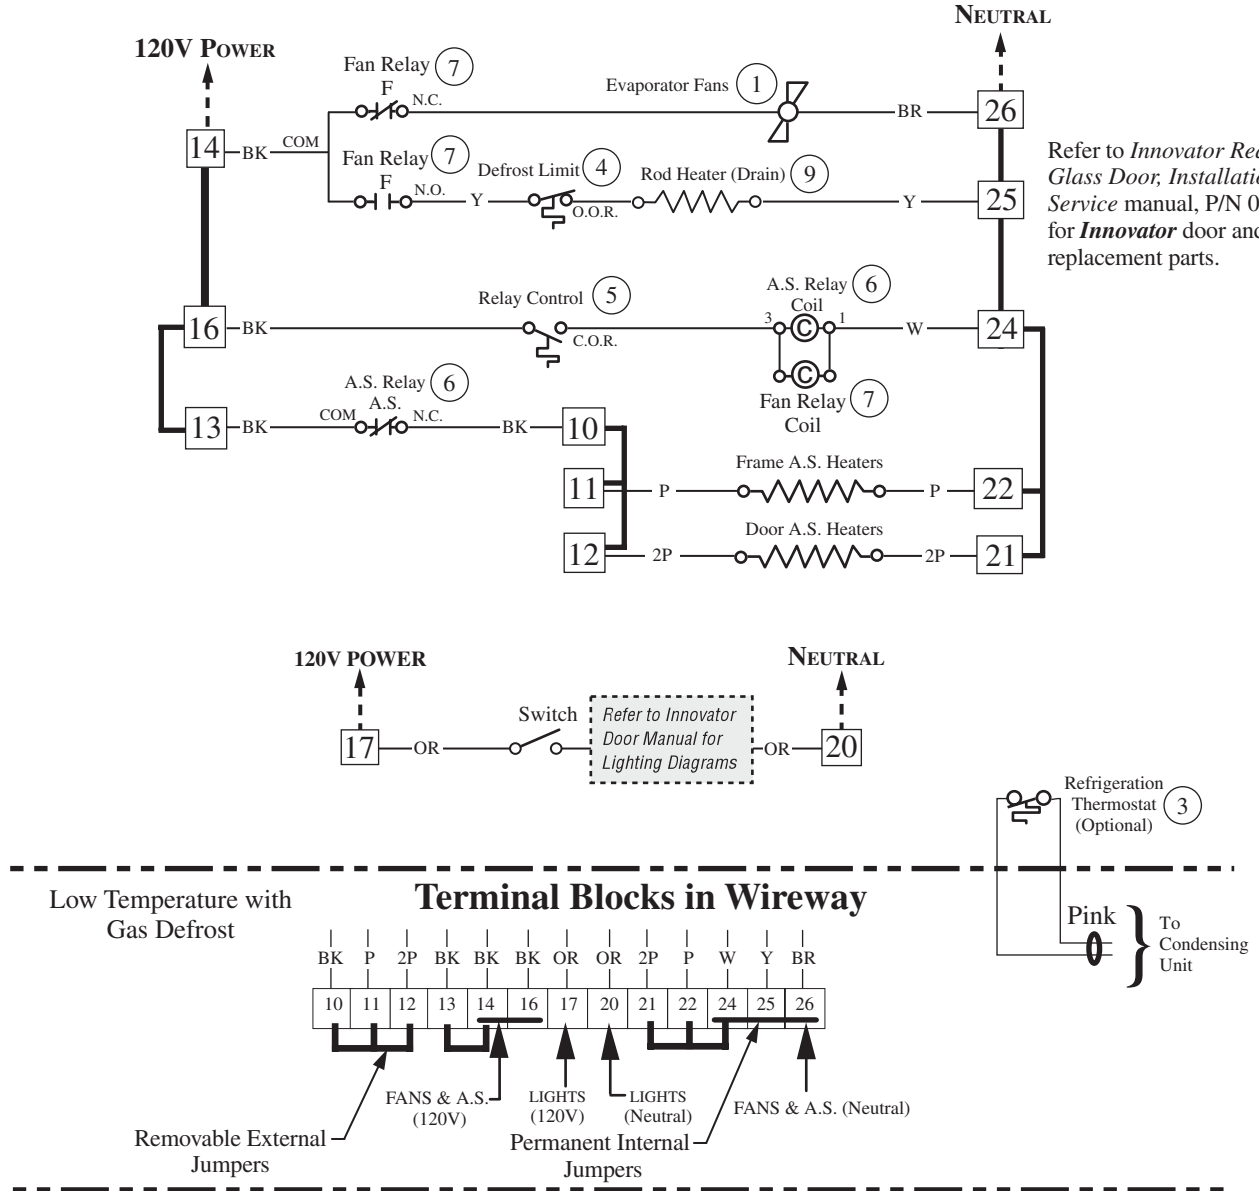 NEUTRAL
120V POWER
Fan Relay 7
F
N.C.
Evaporator Fans 1
14
BK
COM
BR
26
Fan Relay 7
F
N.O.
Y
Defrost Limit 4
O.O.R.
Rod Heater (Drain) 9
Y
25
Refer to Innovator Rea
Glass Door, Installatio
Service manual, P/N 0
for Innovator door and
replacement parts.
16
BK
Relay Control 5
C.O.R.
A.S. Relay 6
Coil
3
C
1
W
24
C
Fan Relay 7
Coil
A.S. Relay 6
A.S.
13
BK
COM
N.C.
BK
10
Frame A.S. Heaters
11
P
P
22
Door A.S. Heaters
12
2P
2P
21
120V POWER
NEUTRAL
17
OR
Switch
Refer to Innovator
Door Manual for
Lighting Diagrams
OR
20
Refrigeration
Thermostat 3
(Optional)
Pink
To
Condensing
Unit
Low Temperature with
Gas Defrost
Terminal Blocks in Wireway
BK P 2P BK BK BK OR OR 2P P W Y BR
10 11 12 13 14 16 17 20 21 22 24 25 26
FANS & A.S.
(120V)
LIGHTS
(120V)
LIGHTS
(Neutral)
FANS & A.S. (Neutral)
Removable External
Jumpers
Permanent Internal
Jumpers